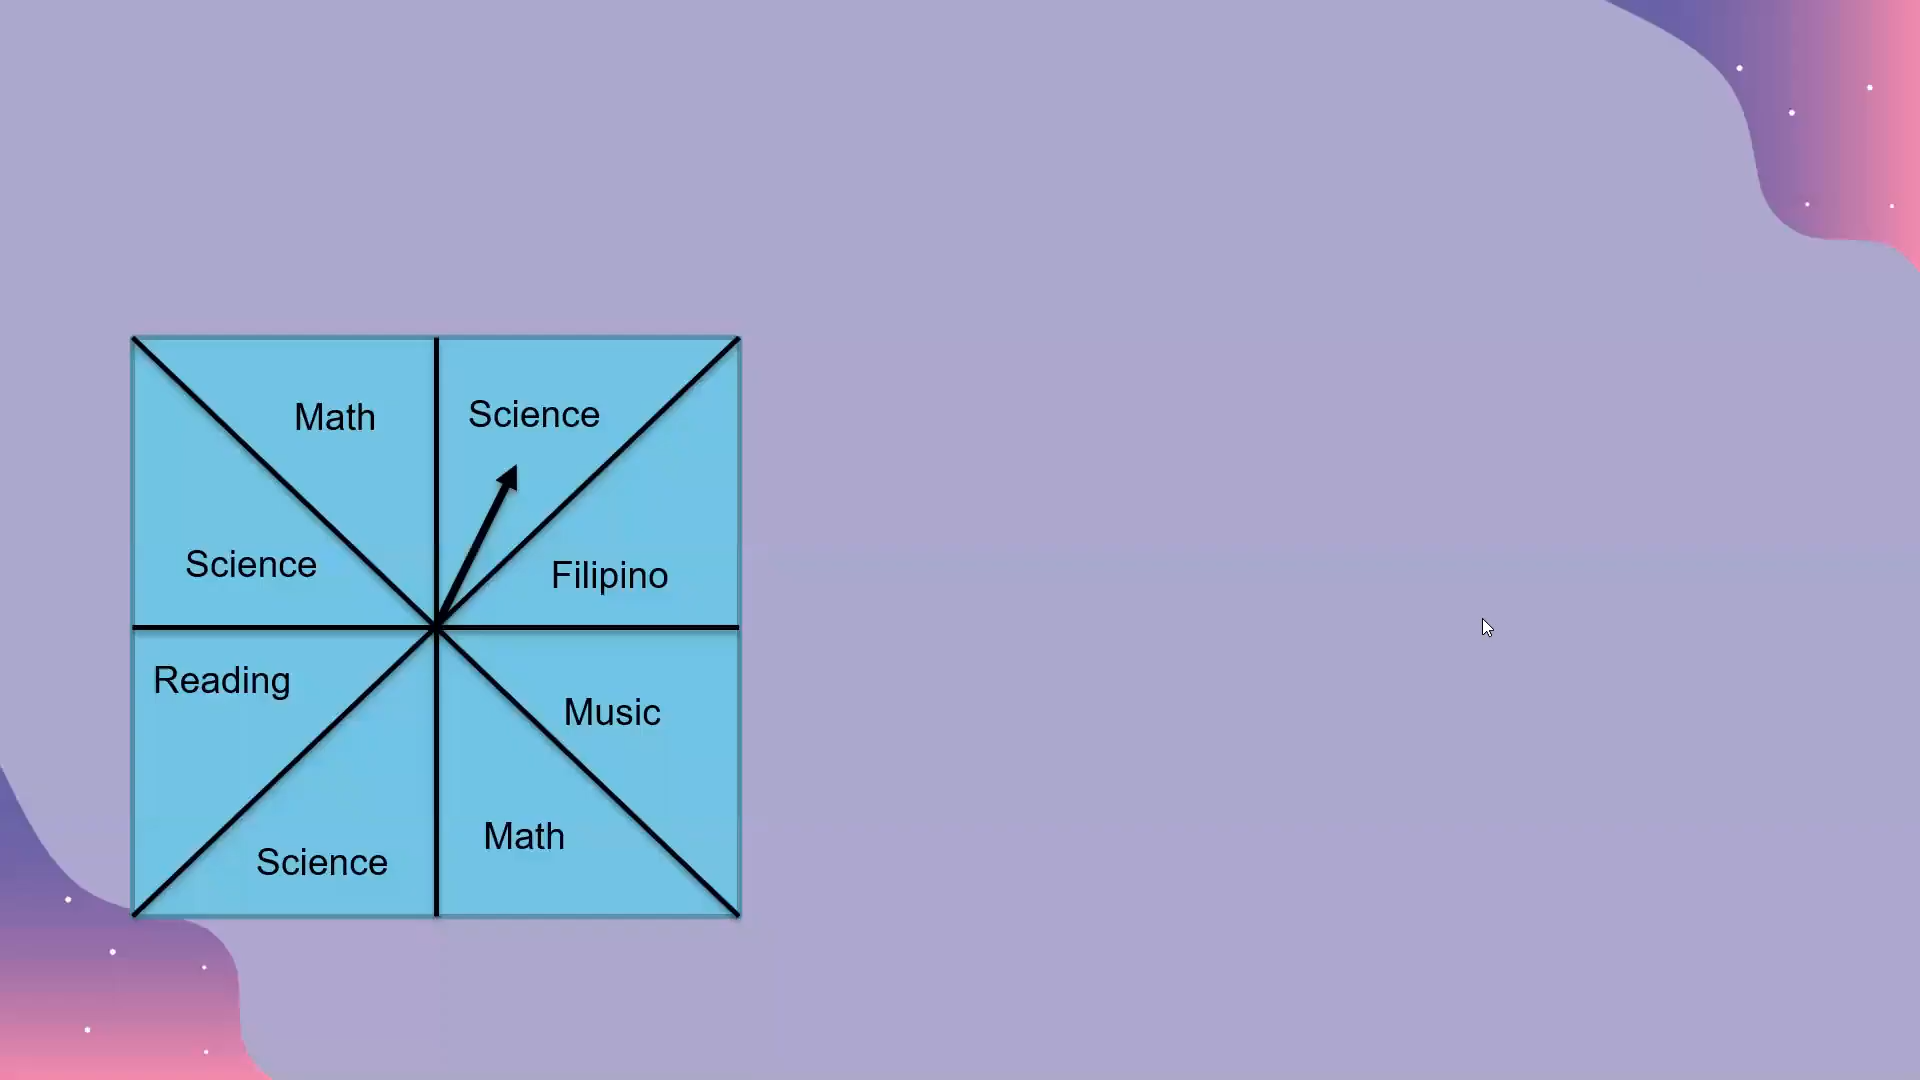 Math
Science
Science
Filipino
Reading
Music
Math
Science